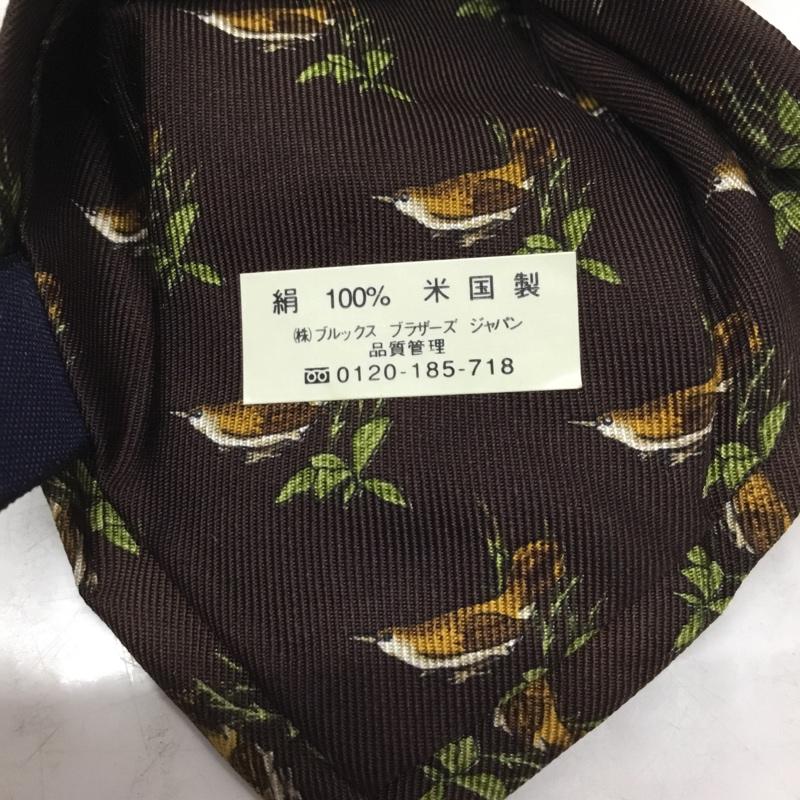 絹 100% 米国製
㈱ブルックス ブラザーズ ジャパン
品質管理
0120-185-718